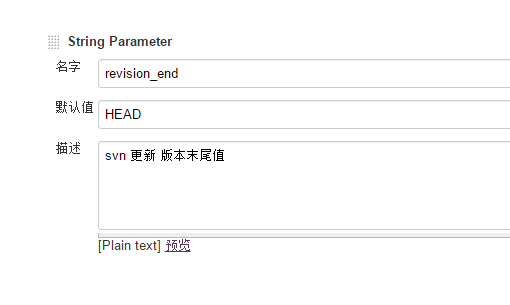 String Parameter
名字 revision_end
默认值 HEAD
描述 svn 更新 版本末尾值
[Plain text] 预览